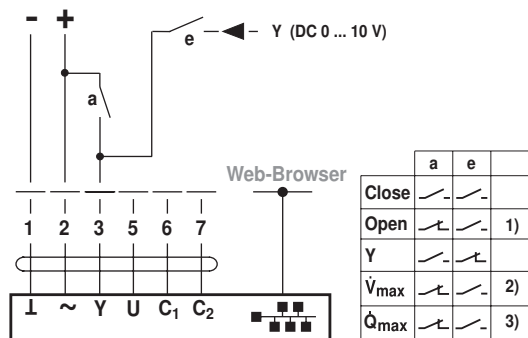 - +
e
Y (DC 0 ... 10 V)
a
Web-Browser
1 2 3 5 6 7
⊥ ~ Y U C₁ C₂
a e
Close
Open 1)
Y
V̇max 2)
Q̇max 3)